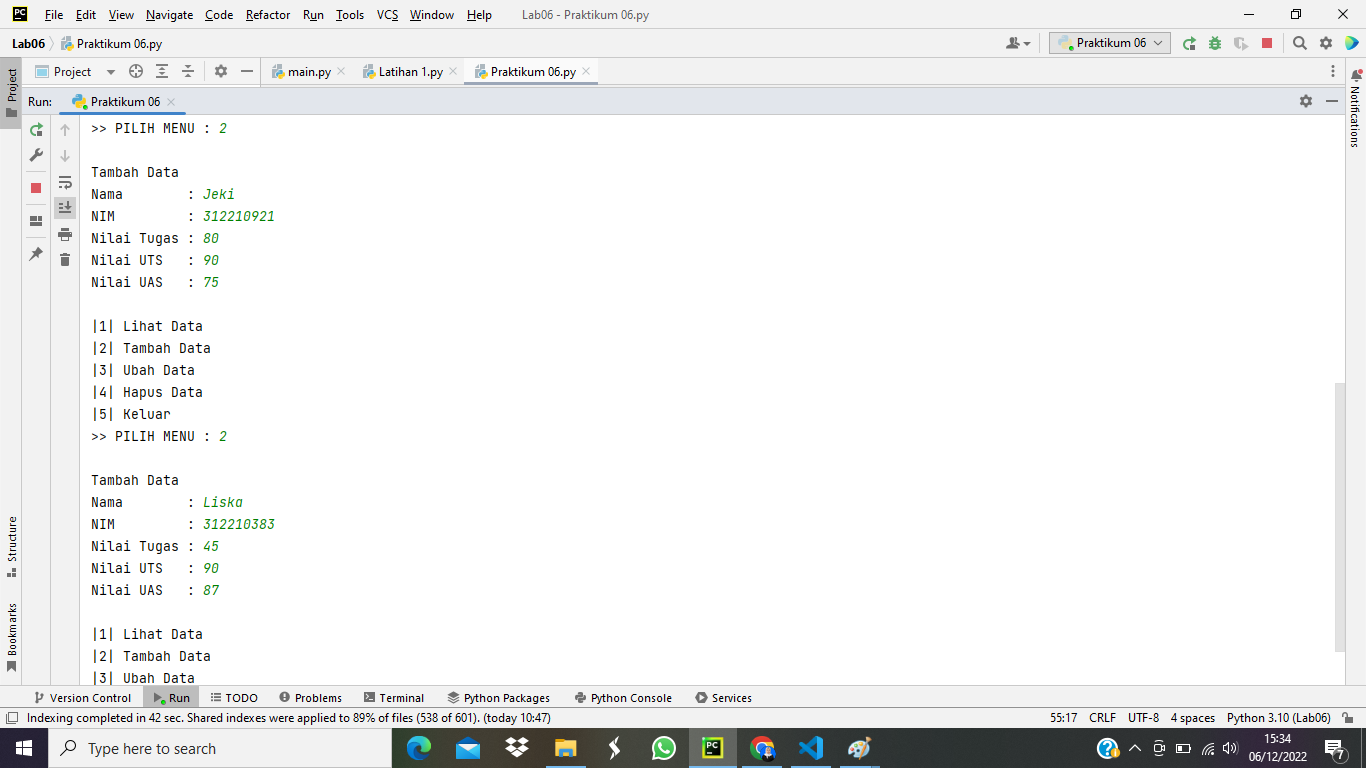 PC File Edit View Navigate Code Refactor Run Tools VCS Window Help Lab06 - Praktikum 06.py
Lab06 Praktikum 06.py Praktikum 06
Project main.py Latihan 1.py Praktikum 06.py
Run: Praktikum 06
>> PILIH MENU : 2
Tambah Data
Nama : Jeki
NIM : 312210921
Nilai Tugas : 80
Nilai UTS : 90
Nilai UAS : 75
|1| Lihat Data
|2| Tambah Data
|3| Ubah Data
|4| Hapus Data
|5| Keluar
>> PILIH MENU : 2
Tambah Data
Nama : Liska
NIM : 312210383
Nilai Tugas : 45
Nilai UTS : 90
Nilai UAS : 87
|1| Lihat Data
|2| Tambah Data
|3| Ubah Data
Project
Structure
Bookmarks
Notifications
Version Control Run TODO Problems Terminal Python Packages Python Console Services
Indexing completed in 42 sec. Shared indexes were applied to 89% of files (538 of 601). (today 10:47) 55:17 CRLF UTF-8 4 spaces Python 3.10 (Lab06)
Type here to search PC 15:34
06/12/2022 7